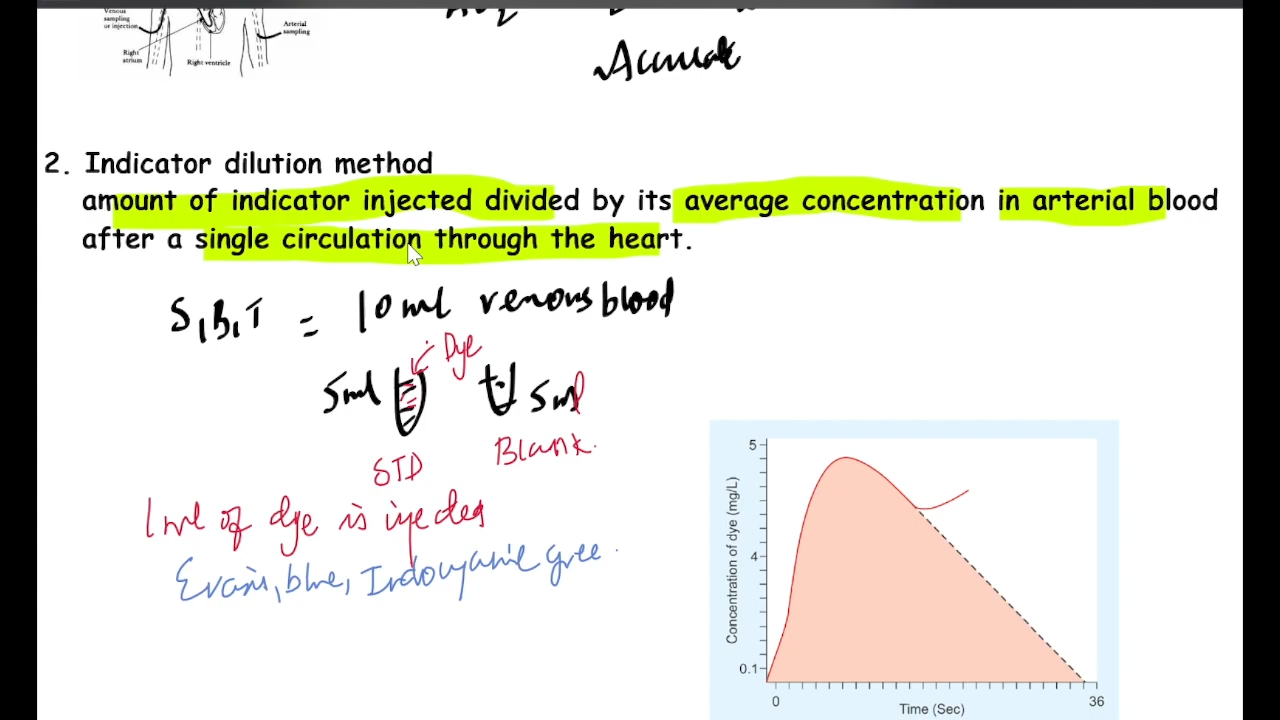 Venous
sampling
or injection
Arterial
sampling
Right
atrium
Right ventricle
Accurate
2. Indicator dilution method
amount of indicator injected divided by its average concentration in arterial blood
after a single circulation through the heart.
S,B,T = 10ml venous blood
Dye
5ml 5ml
STD Blank.
1ml of dye is injected
Evans, blue, Indocyanine gree
5
4
0.1
Concentration of dye (mg/L)
0 36
Time (Sec)